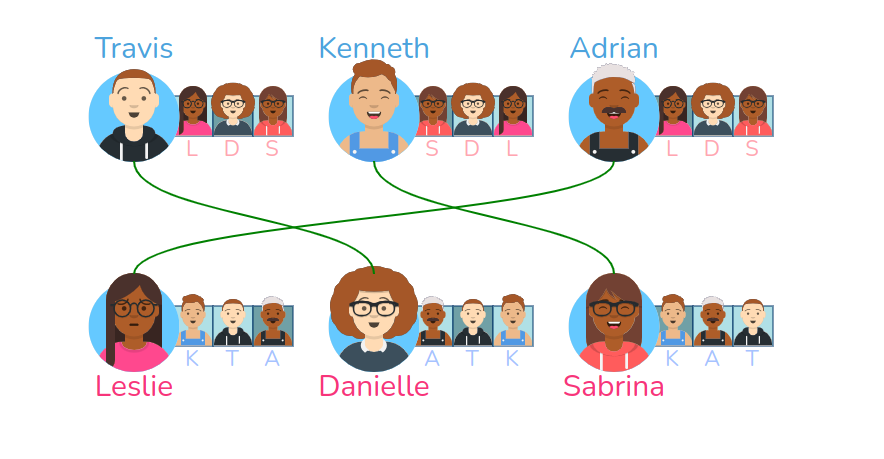 Travis Kenneth Adrian
L D S S D L L D S
K T A A T K K A T
Leslie Danielle Sabrina